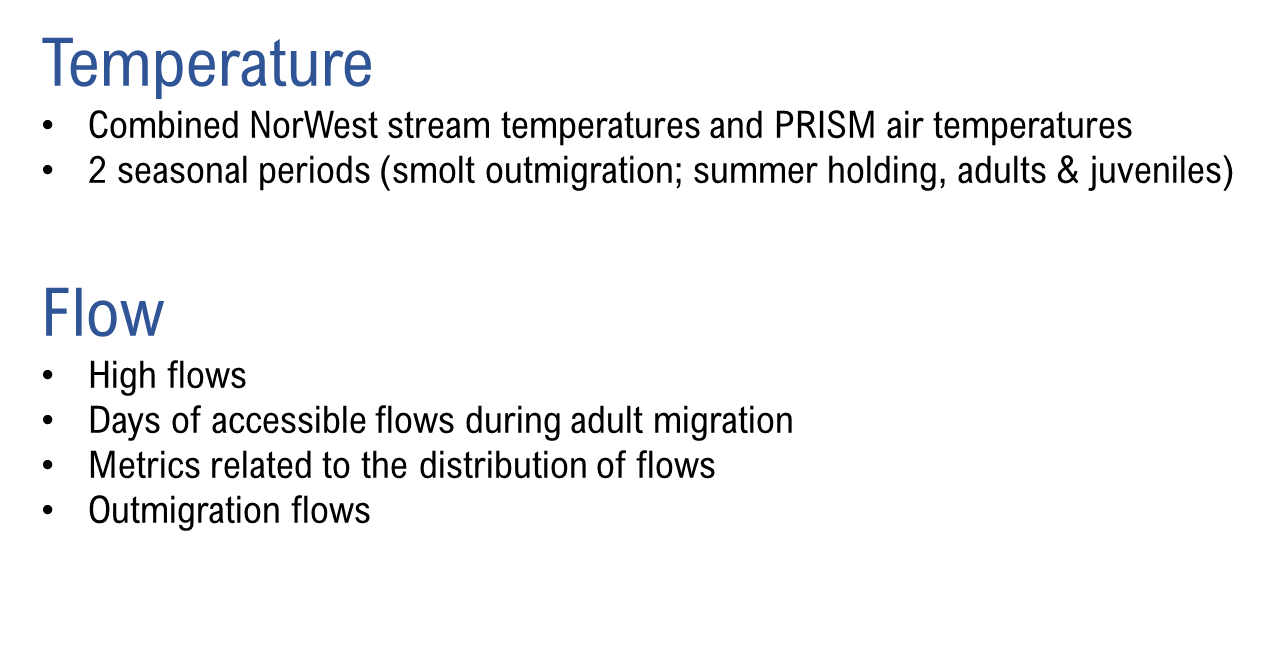 Temperature
• Combined NorWest stream temperatures and PRISM air temperatures
• 2 seasonal periods (smolt outmigration; summer holding, adults & juveniles)
Flow
• High flows
• Days of accessible flows during adult migration
• Metrics related to the distribution of flows
• Outmigration flows